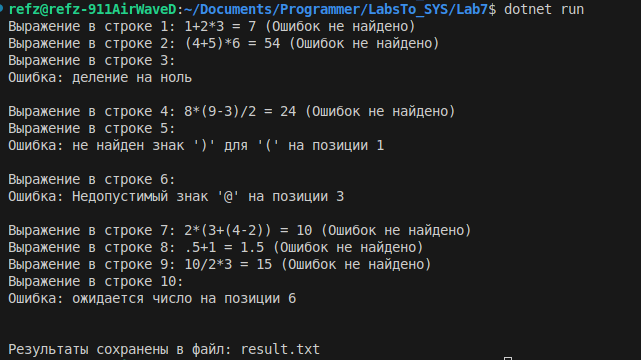 refz@refz-911AirWaveD:~/Documents/Programmer/LabsTo_SYS/Lab7$ dotnet run
Выражение в строке 1: 1+2*3 = 7 (Ошибок не найдено)
Выражение в строке 2: (4+5)*6 = 54 (Ошибок не найдено)
Выражение в строке 3:
Ошибка: деление на ноль
Выражение в строке 4: 8*(9-3)/2 = 24 (Ошибок не найдено)
Выражение в строке 5:
Ошибка: не найден знак ')' для '(' на позиции 1
Выражение в строке 6:
Ошибка: Недопустимый знак '@' на позиции 3
Выражение в строке 7: 2*(3+(4-2)) = 10 (Ошибок не найдено)
Выражение в строке 8: .5+1 = 1.5 (Ошибок не найдено)
Выражение в строке 9: 10/2*3 = 15 (Ошибок не найдено)
Выражение в строке 10:
Ошибка: ожидается число на позиции 6
Результаты сохранены в файл: result.txt